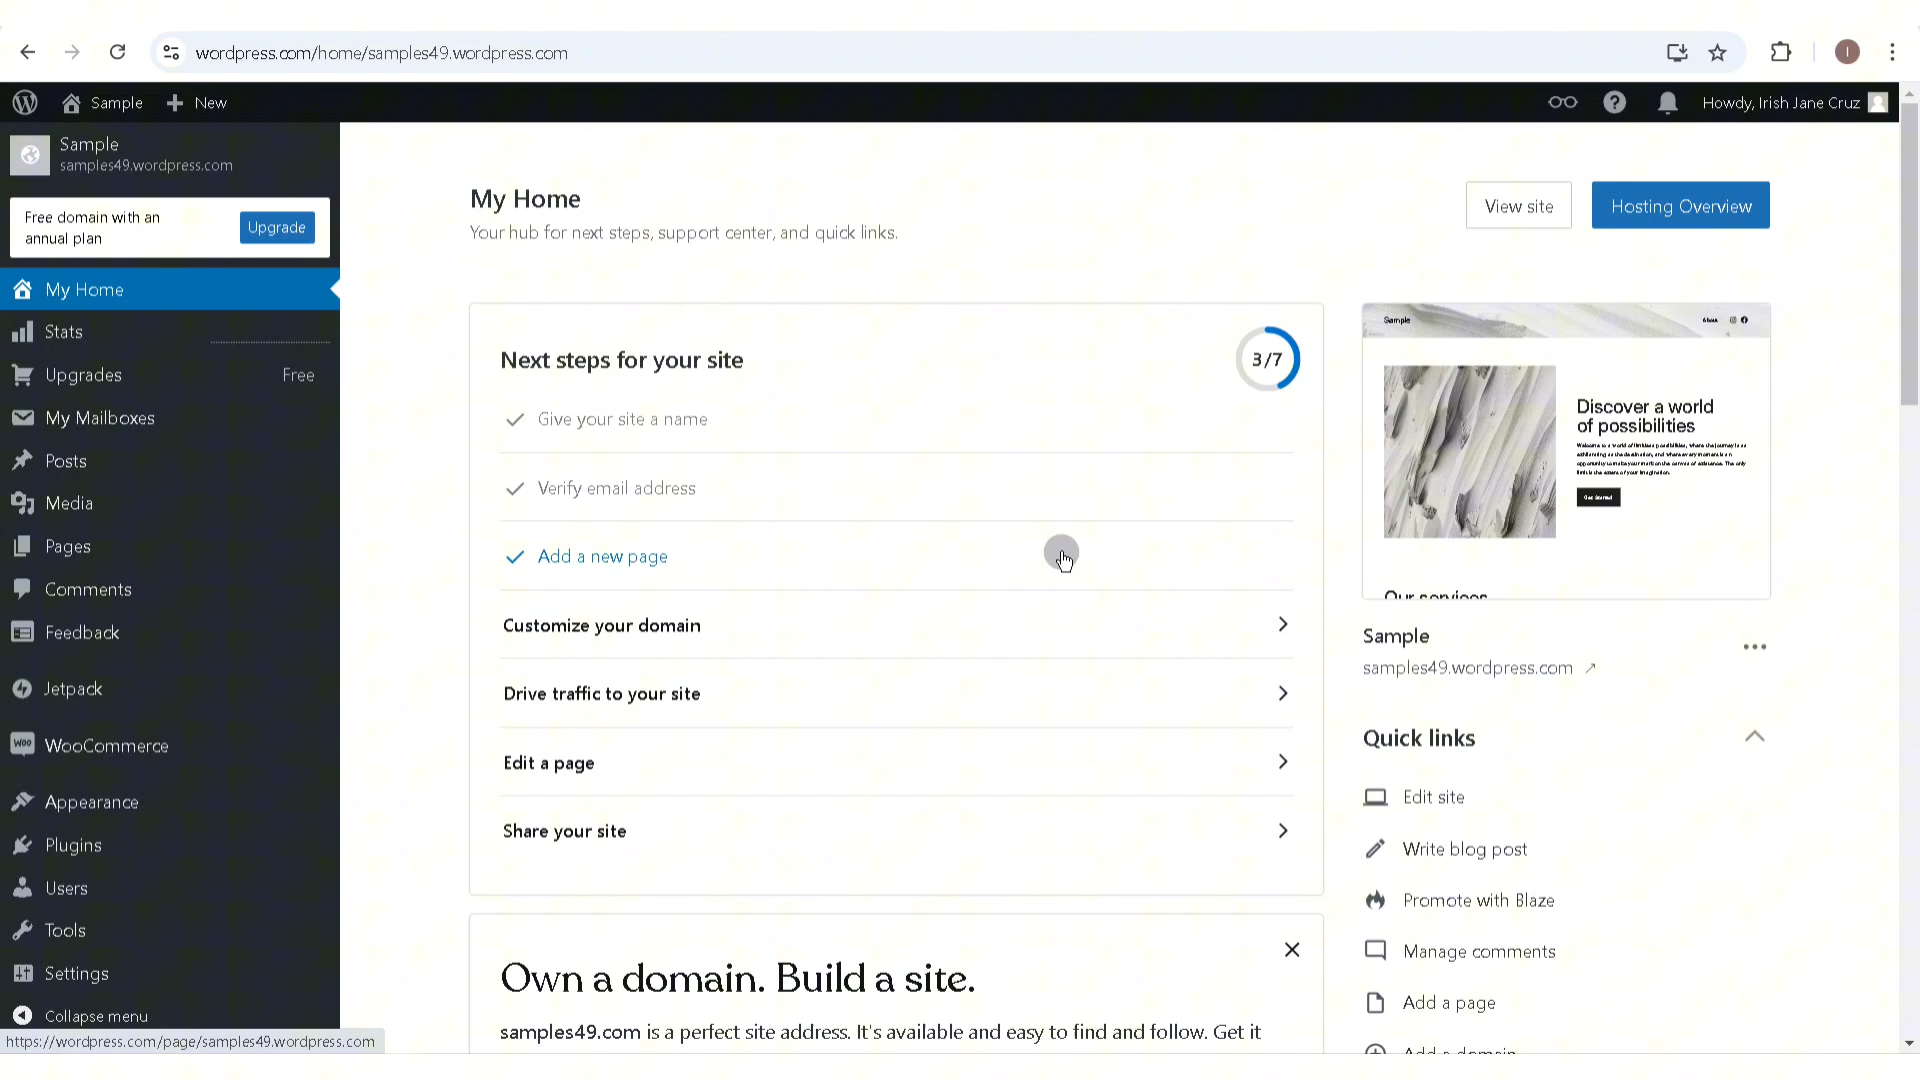 wordpress.com/home/samples49.wordpress.com
I
Sample
New
Howdy, Irish Jane Cruz
Sample
samples49.wordpress.com
Free domain with an
annual plan
Upgrade
My Home
Stats
Upgrades
Free
My Mailboxes
Posts
Media
Pages
Comments
Feedback
Jetpack
WooCommerce
Appearance
Plugins
Users
Tools
Settings
Collapse menu
https://wordpress.com/page/samples49.wordpress.com
My Home
Your hub for next steps, support center, and quick links.
View site
Hosting Overview
Next steps for your site
3/7
Give your site a name
Verify email address
Add a new page
Customize your domain
Drive traffic to your site
Edit a page
Share your site
Own a domain. Build a site.
samples49.com is a perfect site address. It's available and easy to find and follow. Get it
Sample
Discover a world
of possibilities
Get Started
Our services
Sample
samples49.wordpress.com ↗
Quick links
Edit site
Write blog post
Promote with Blaze
Manage comments
Add a page
Add a domain